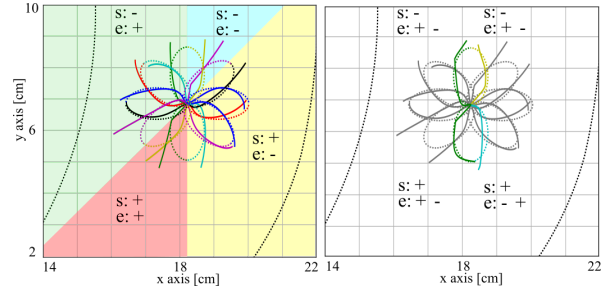 10
6
2
y axis [cm]
s: -
e: +
s: -
e: -
s: +
e: -
s: +
e: +
14
18
22
x axis [cm]
s: -
e: + -
s: -
e: - +
s: +
e: + -
s: +
e: - +
14
18
22
x axis [cm]